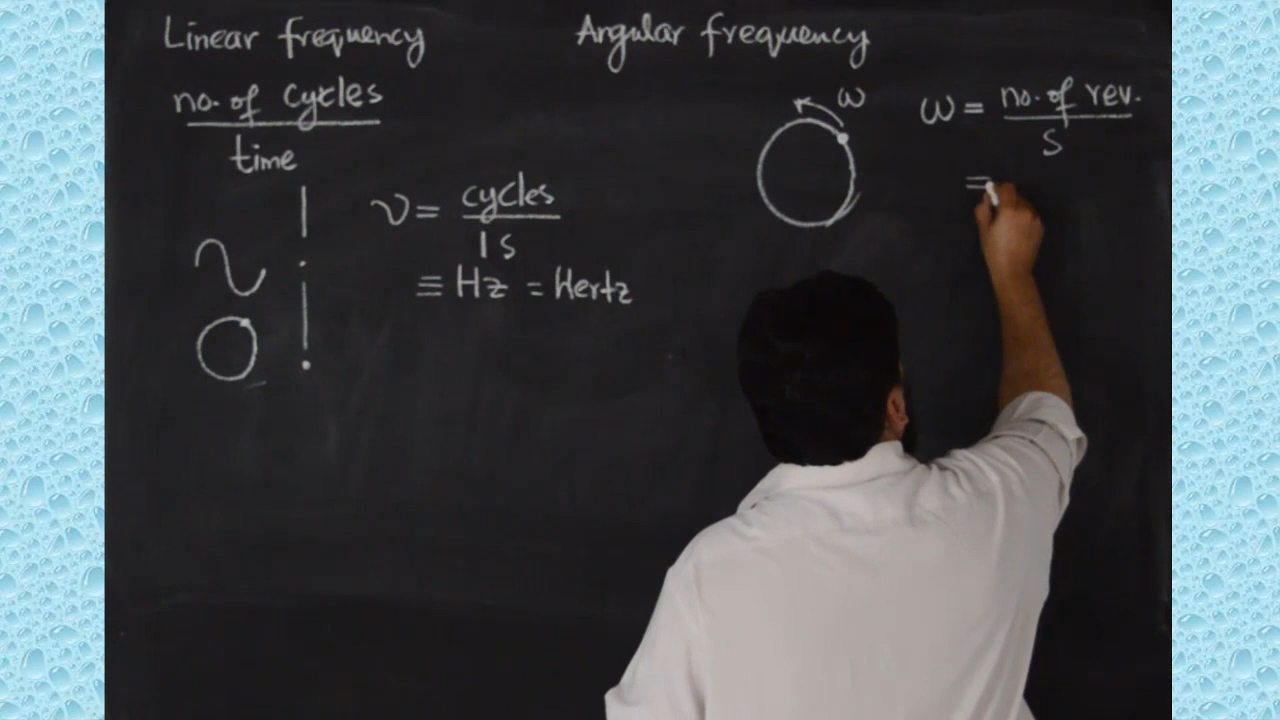 Linear frequency
no. of cycles
time
ν = cycles
1 s
≡ Hz = Hertz
Angular frequency
ω
ω = no. of rev.
s
=